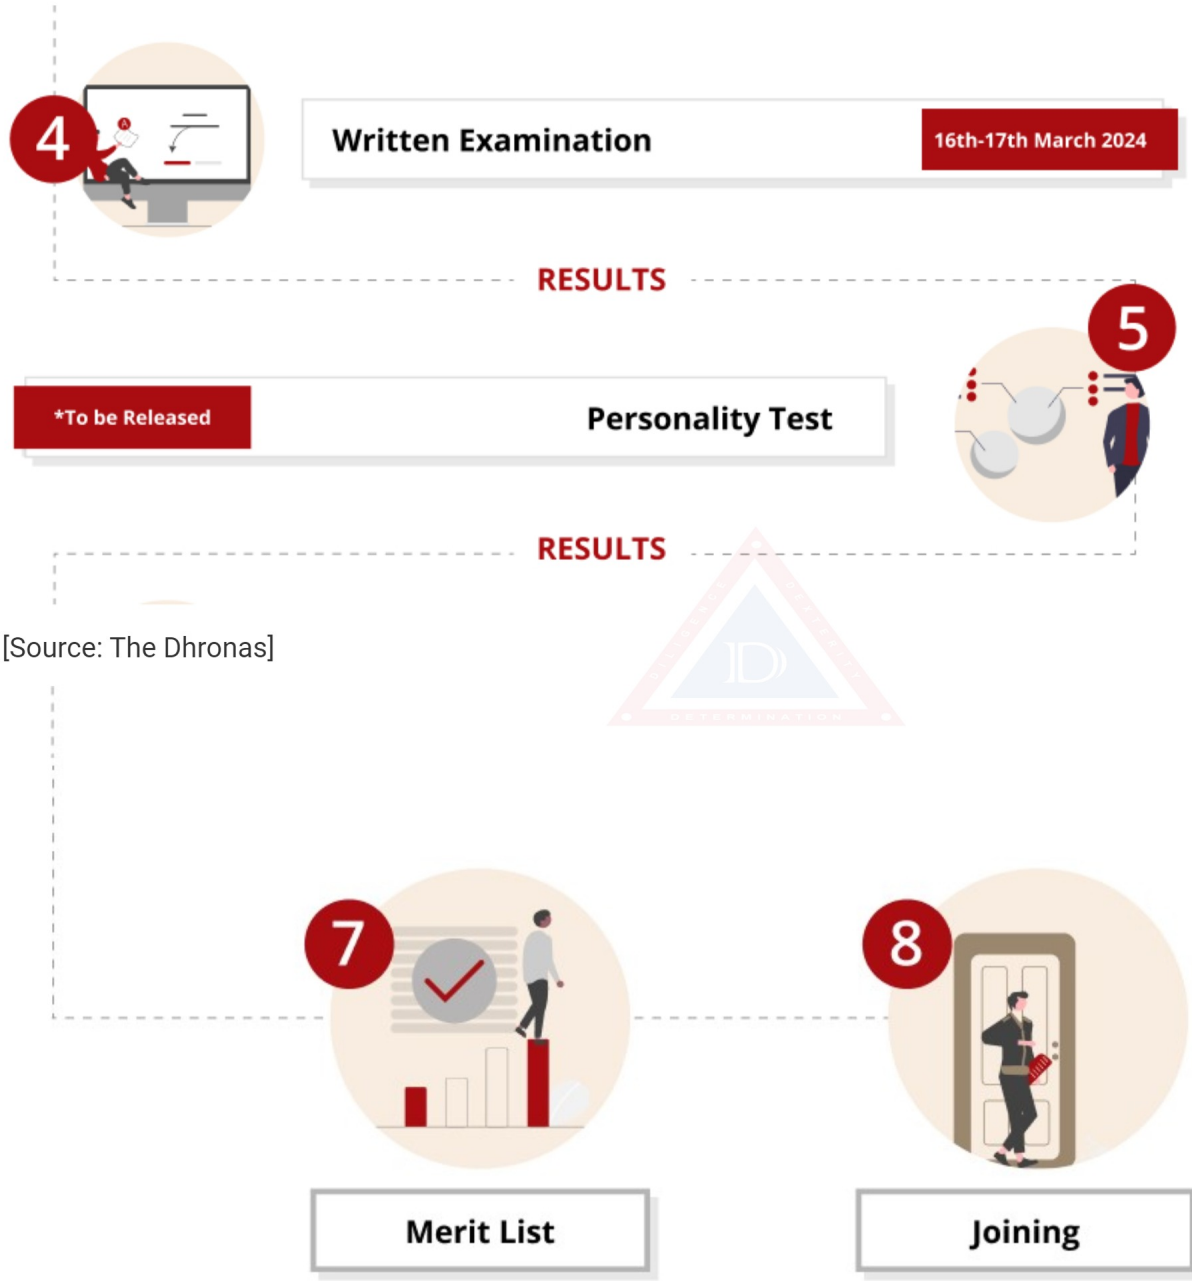 4
A
Written Examination
16th-17th March 2024
RESULTS
5
*To be Released
Personality Test
RESULTS
[Source: The Dhronas]
D
DETERMINATION
7
8
Merit List
Joining